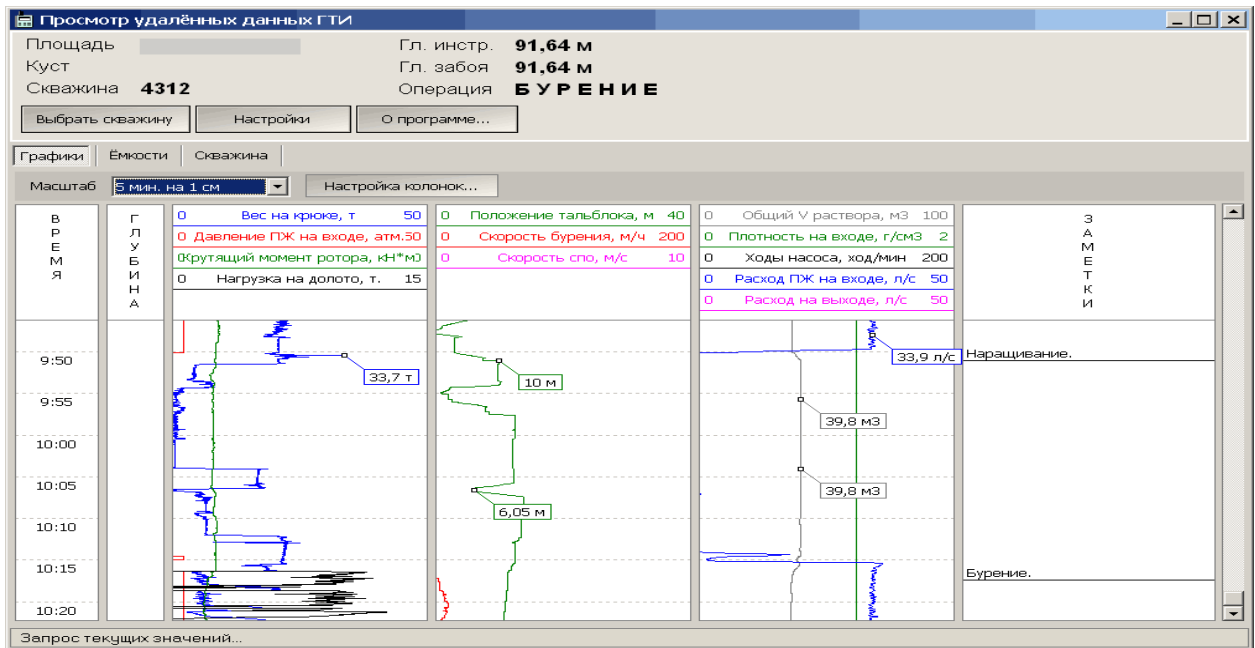 Просмотр удалённых данных ГТИ
Площадь
Гл. инстр. 91,64 м
Куст
Гл. забоя 91,64 м
Скважина 4312
Операция БУРЕНИЕ
Выбрать скважину
Настройки
О программе...
Графики
Ёмкости
Скважина
Масштаб
5 мин. на 1 см
Настройка колонок...
ВРЕМЯ
ГЛУБИНА
0 Вес на крюке, т 50
0 Давление ПЖ на входе, атм. 50
Крутящий момент ротора, кН*м
0 Нагрузка на долото, т. 15
0 Положение тальблока, м 40
0 Скорость бурения, м/ч 200
0 Скорость спо, м/с 10
0 Общий V раствора, м3 100
0 Плотность на входе, г/см3 2
0 Ходы насоса, ход/мин 200
0 Расход ПЖ на входе, л/с 50
0 Расход на выходе, л/с 50
ЗАМЕТКИ
9:50
9:55
10:00
10:05
10:10
10:15
10:20
33,7 т
10 м
6,05 м
33,9 л/с
39,8 м3
39,8 м3
Наращивание.
Бурение.
Запрос текущих значений...